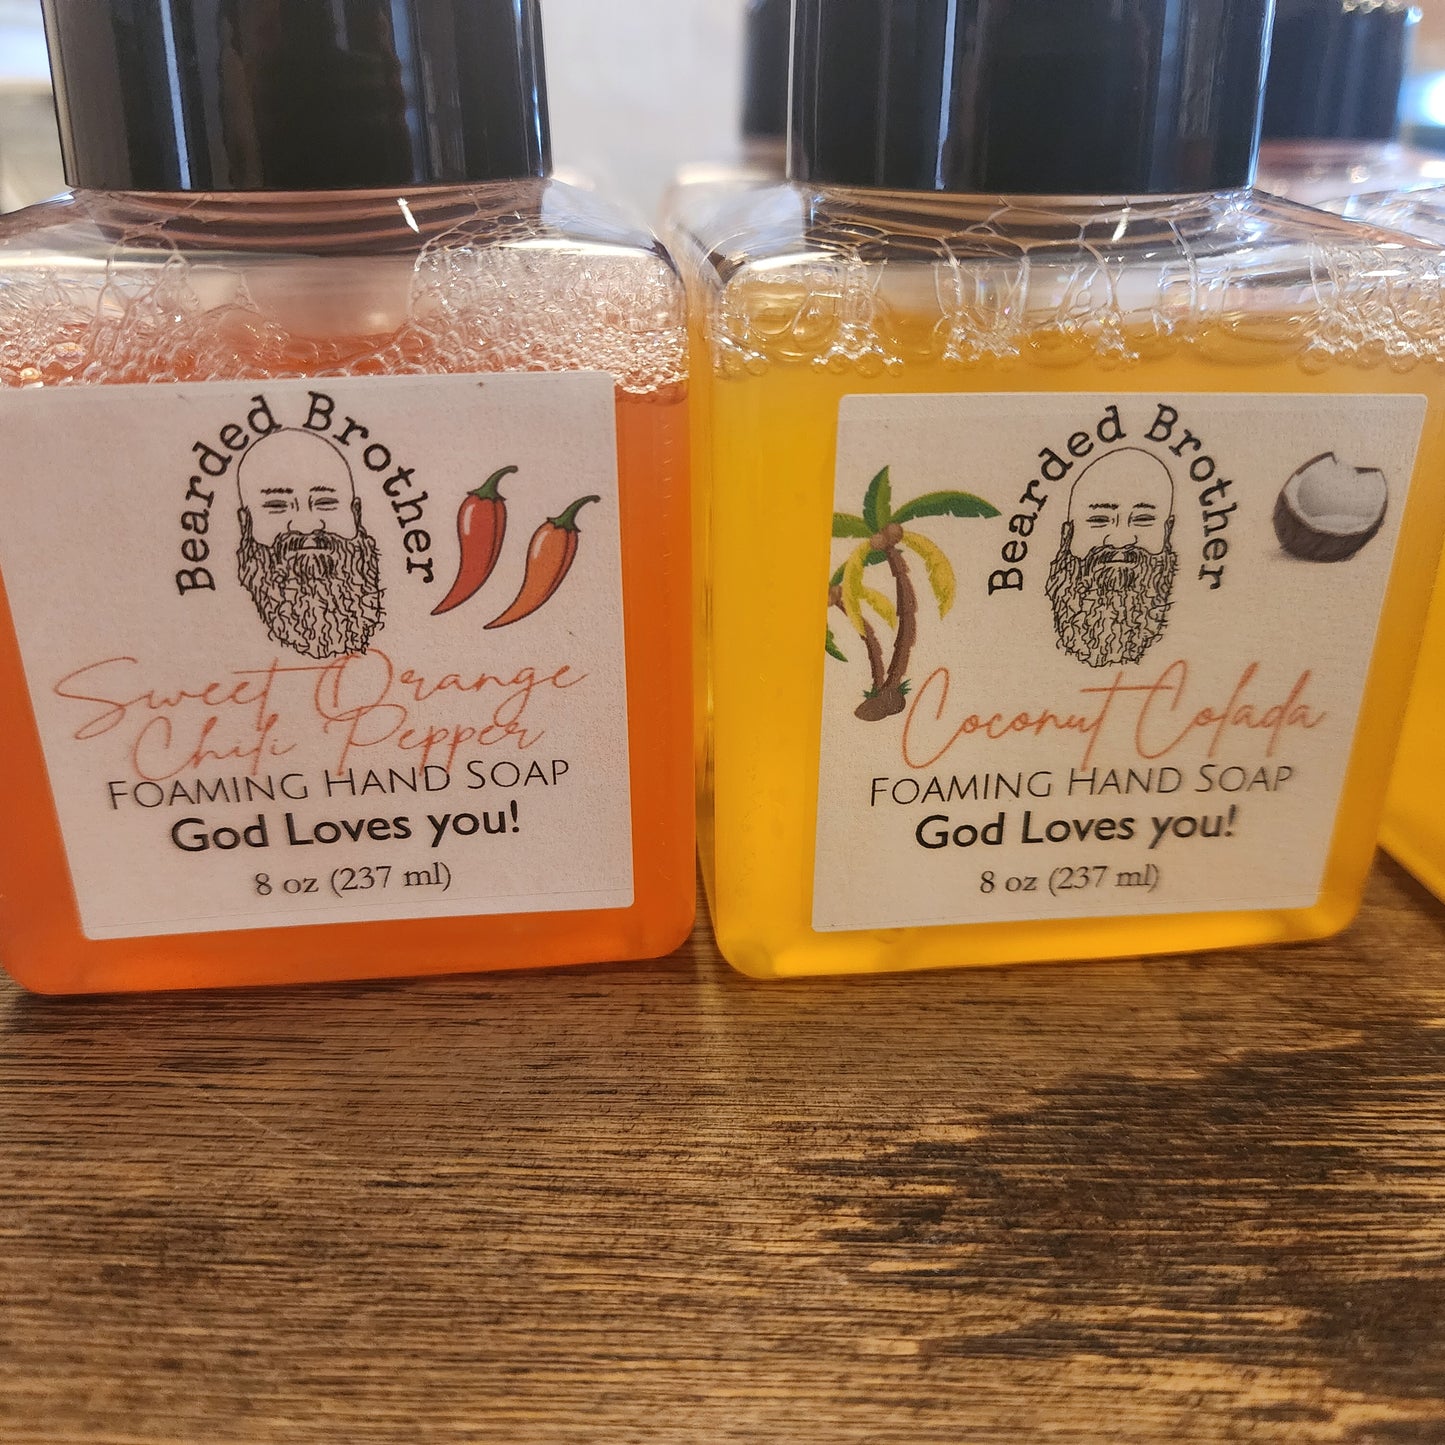 Bearded Brother
Sweet Orange
Chili Pepper
FOAMING HAND SOAP
God Loves you!
8 oz (237 ml)
Bearded Brother
Coconut Colada
FOAMING HAND SOAP
God Loves you!
8 oz (237 ml)